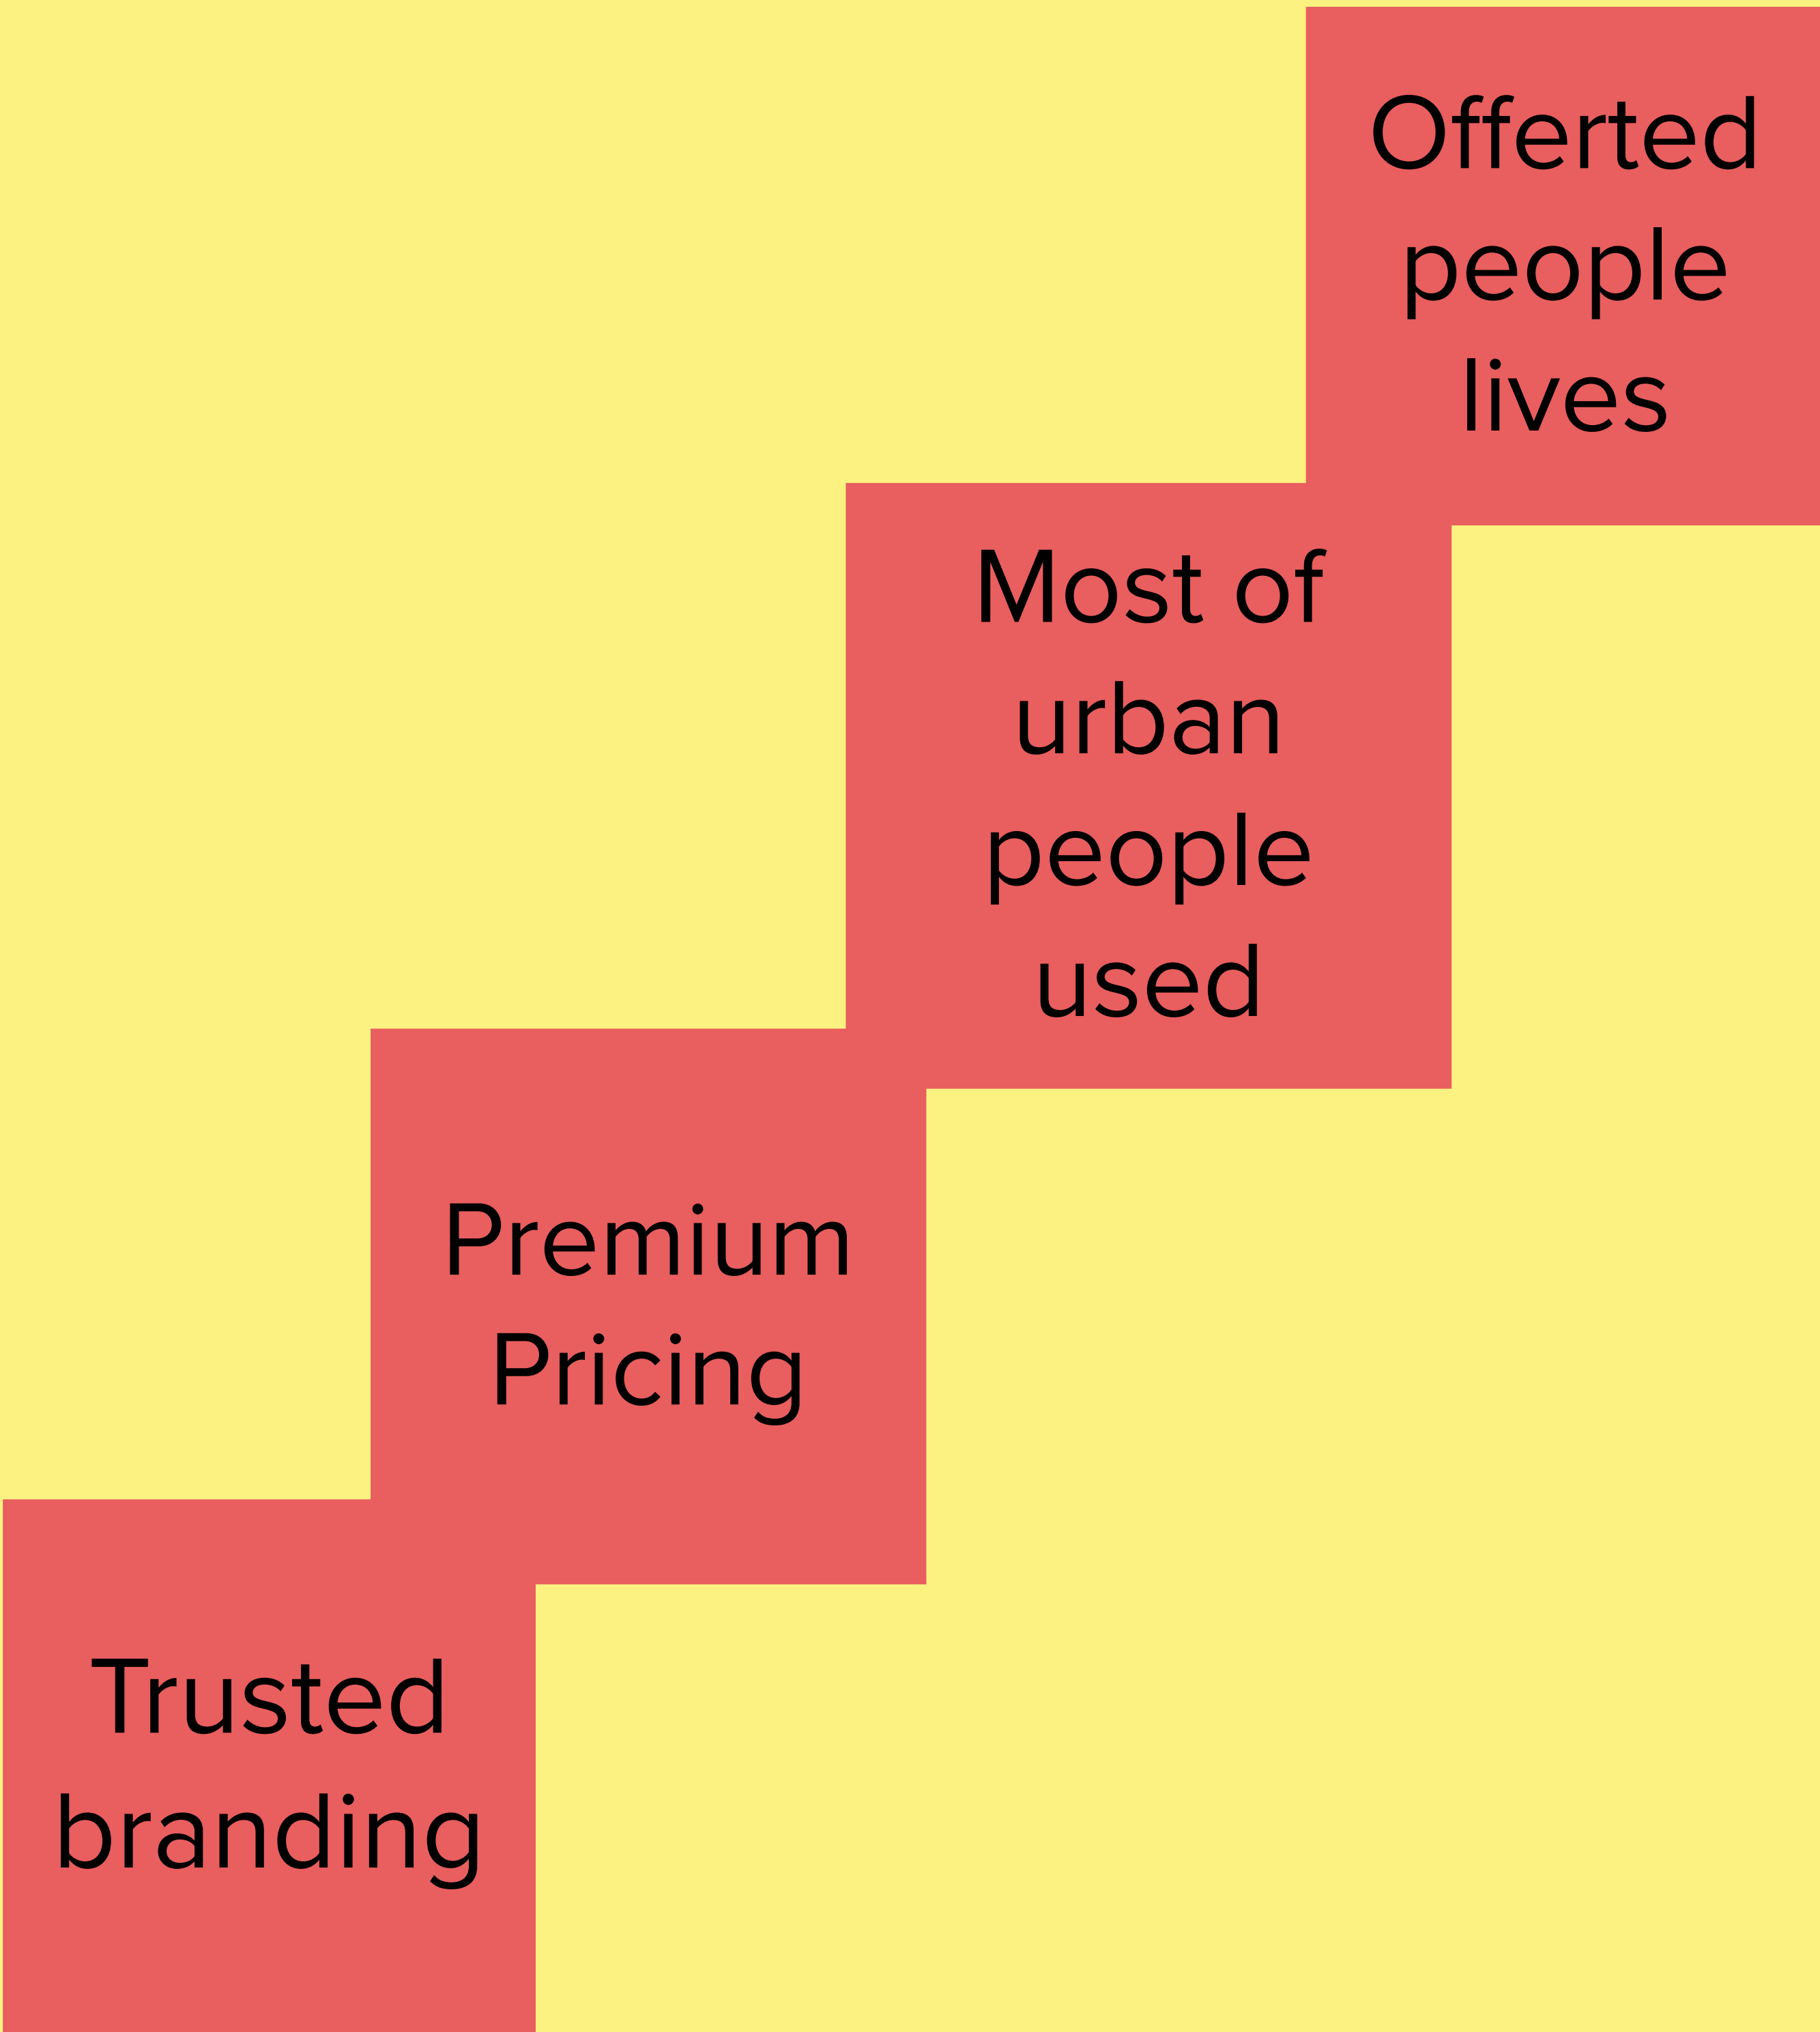 Offerted
people
lives
Most of
urban
people
used
Premium
Pricing
Trusted
branding